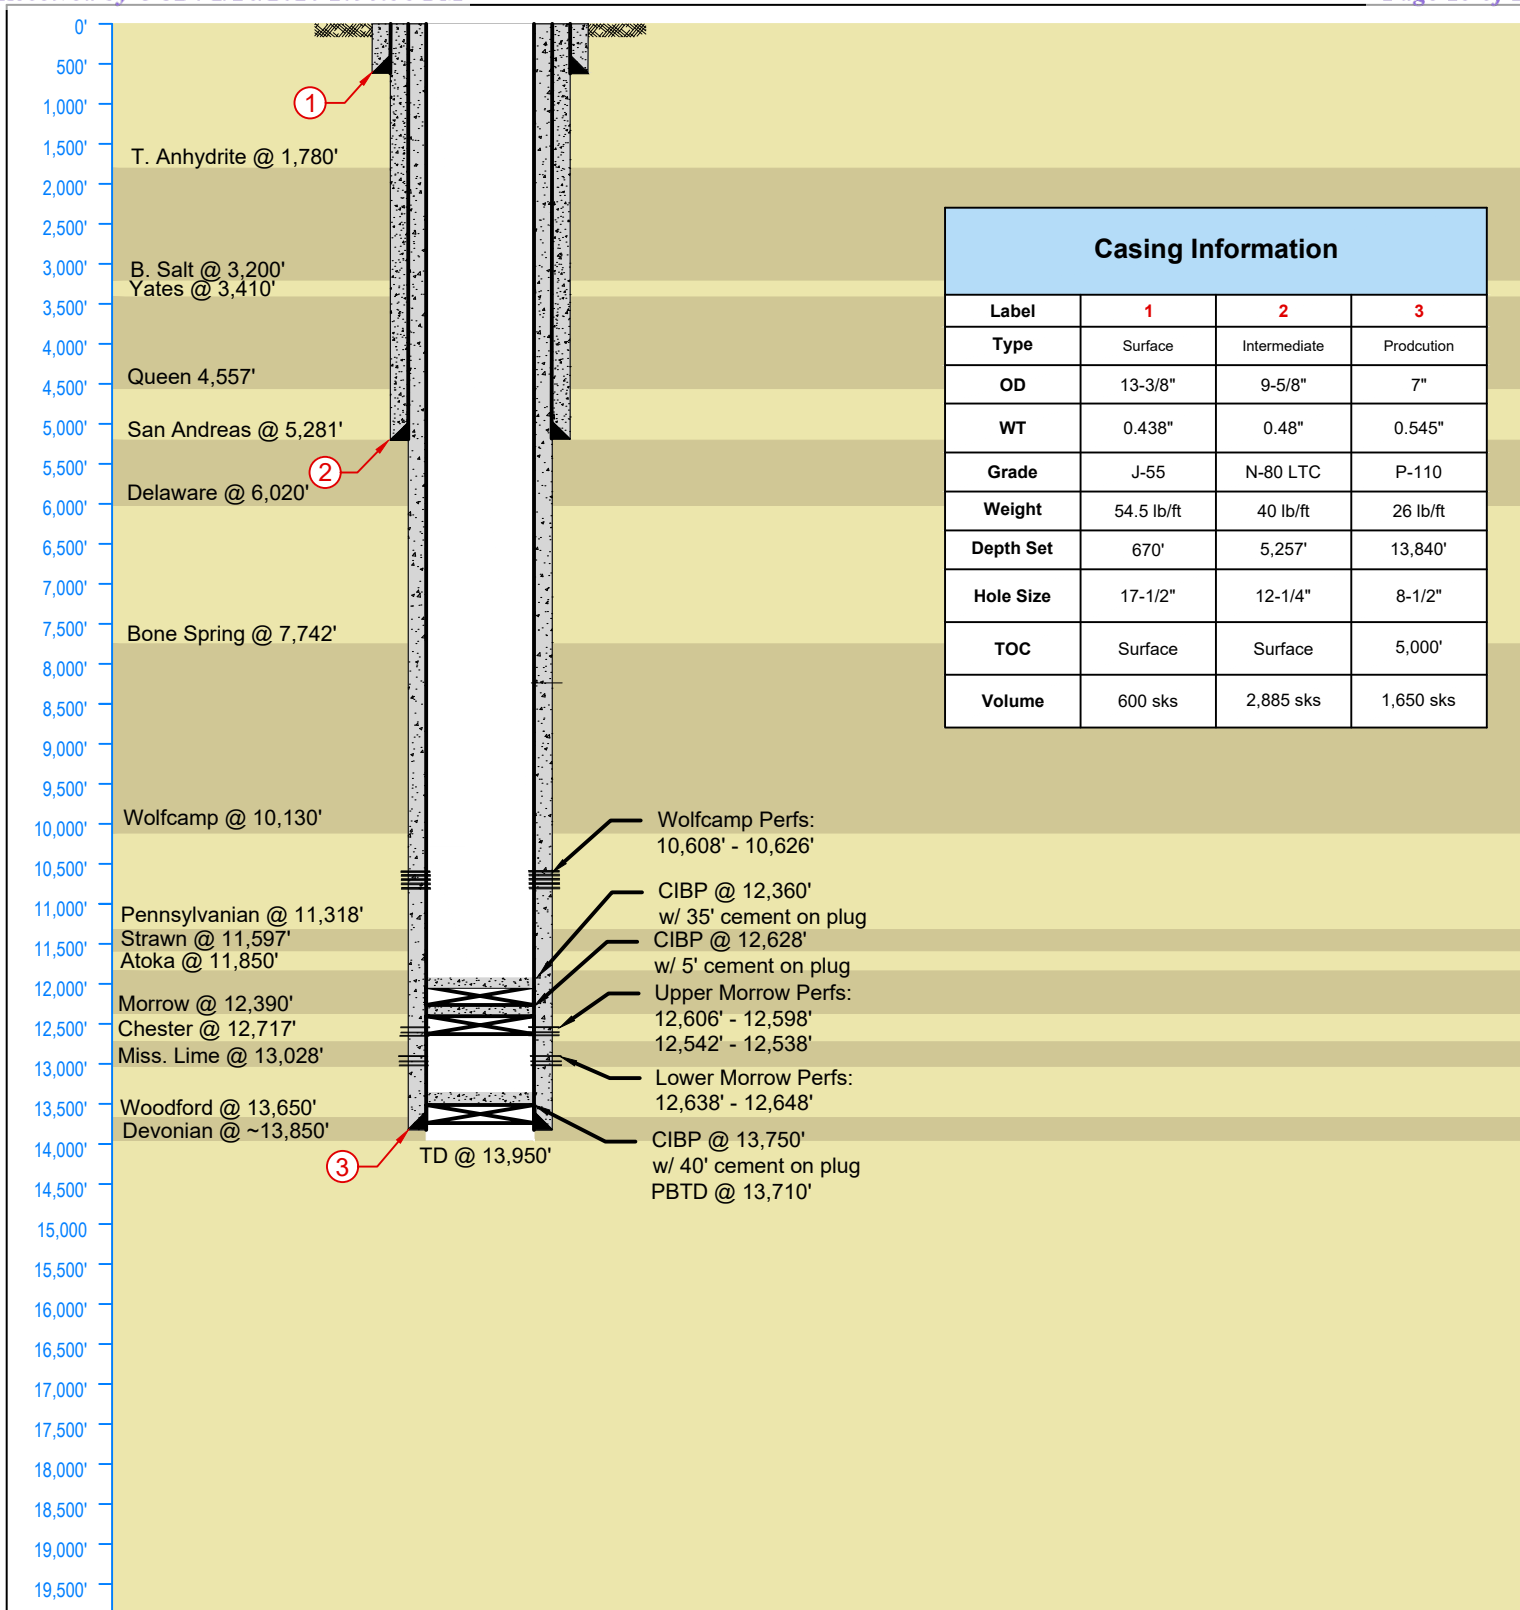 0'
500'
1,000'
1
1,500'
T. Anhydrite @ 1,780'
2,000'
2,500'
3,000'
B. Salt @ 3,200'
Yates @ 3,410'
3,500'
4,000'
Queen 4,557'
4,500'
5,000'
San Andreas @ 5,281'
5,500'
2
Delaware @ 6,020'
6,000'
6,500'
7,000'
7,500'
Bone Spring @ 7,742'
8,000'
8,500'
9,000'
9,500'
Wolfcamp @ 10,130'
10,000'
10,500'
11,000'
Pennsylvanian @ 11,318'
11,500'
Strawn @ 11,597'
Atoka @ 11,850'
12,000'
Morrow @ 12,390'
12,500'
Chester @ 12,717'
13,000'
Miss. Lime @ 13,028'
13,500'
Woodford @ 13,650'
Devonian @ ~13,850'
14,000'
3
TD @ 13,950'
14,500'
15,000
15,500'
16,000'
16,500'
17,000'
17,500'
18,000'
18,500'
19,000'
19,500'
Casing Information
Label 1 2 3
Type Surface Intermediate Prodcution
OD 13-3/8" 9-5/8" 7"
WT 0.438" 0.48" 0.545"
Grade J-55 N-80 LTC P-110
Weight 54.5 lb/ft 40 lb/ft 26 lb/ft
Depth Set 670' 5,257' 13,840'
Hole Size 17-1/2" 12-1/4" 8-1/2"
TOC Surface Surface 5,000'
Volume 600 sks 2,885 sks 1,650 sks
Wolfcamp Perfs:
10,608' - 10,626'
CIBP @ 12,360'
w/ 35' cement on plug
CIBP @ 12,628'
w/ 5' cement on plug
Upper Morrow Perfs:
12,606' - 12,598'
12,542' - 12,538'
Lower Morrow Perfs:
12,638' - 12,648'
CIBP @ 13,750'
w/ 40' cement on plug
PBTD @ 13,710'